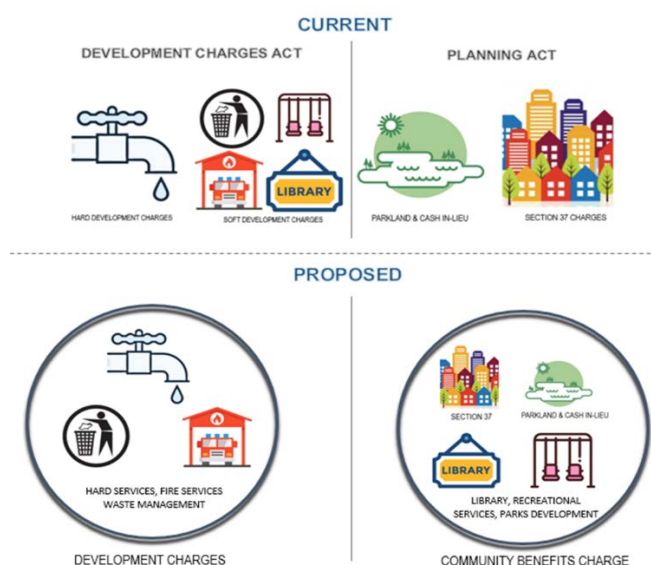 CURRENT
DEVELOPMENT CHARGES ACT
PLANNING ACT
LIBRARY
HARD DEVELOPMENT CHARGES
SOFT DEVELOPMENT CHARGES
PARKLAND & CASH IN-LIEU
SECTION 37 CHARGES
PROPOSED
SECTION 37
PARKLAND & CASH IN-LIEU
LIBRARY
HARD SERVICES, FIRE SERVICES
WASTE MANAGEMENT
LIBRARY, RECREATIONAL
SERVICES, PARKS DEVELOPMENT
DEVELOPMENT CHARGES
COMMUNITY BENEFITS CHARGE